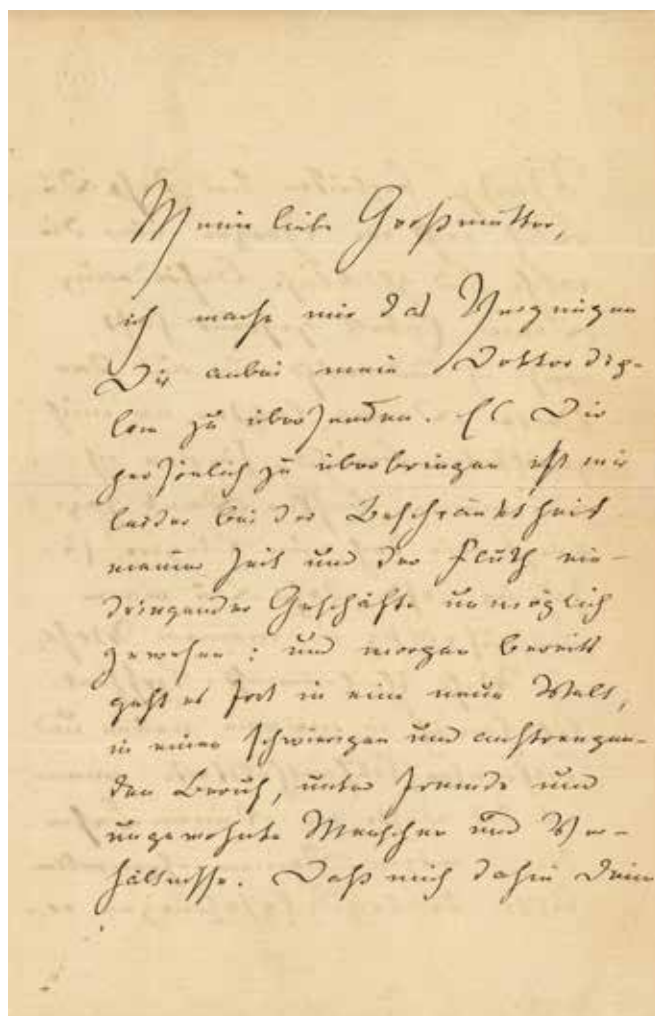 Meine liebe Großmutter,
ich mache mir das Vergnügen
Dir anbei mein Doktordip-
lom zu übersenden. Es Dir
persönlich zu überbringen ist mir
leider bei der Beschränktheit
meiner Zeit und der Fluth ein-
dringender Geschäfte unmöglich
gewesen: und morgen bereits
geht es fort in eine neue Welt,
in einen schwierigen und anstrengen-
den Beruf, unter fremde und
ungewohnte Menschen und Ver-
hältnisse. Daß mich dahin Deine